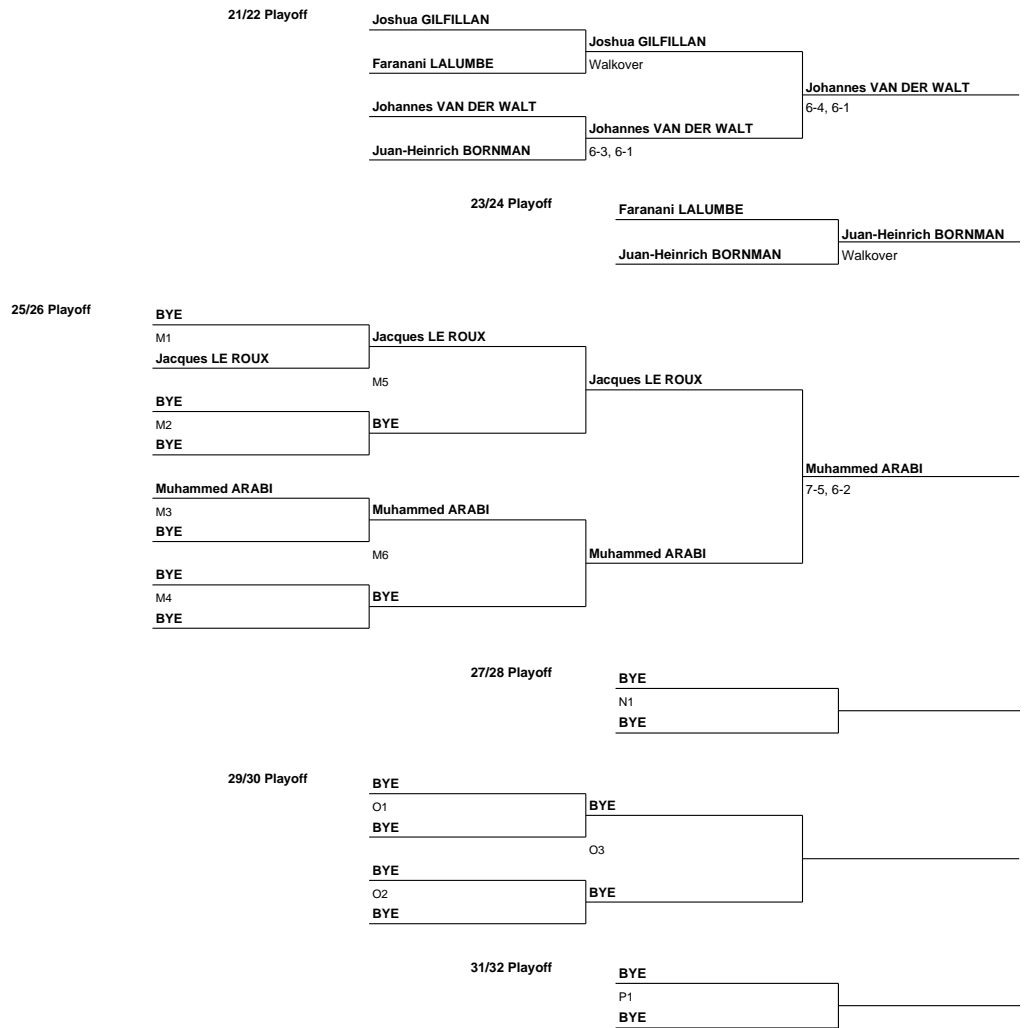 21/22 Playoff
Joshua GILFILLAN
Joshua GILFILLAN
Faranani LALUMBE
Walkover
Johannes VAN DER WALT
6-4, 6-1
Johannes VAN DER WALT
Johannes VAN DER WALT
Juan-Heinrich BORNMAN
6-3, 6-1
23/24 Playoff
Faranani LALUMBE
Juan-Heinrich BORNMAN
Juan-Heinrich BORNMAN
Walkover
25/26 Playoff
BYE
M1
Jacques LE ROUX
Jacques LE ROUX
M5
Jacques LE ROUX
BYE
M2
BYE
BYE
Muhammed ARABI
7-5, 6-2
Muhammed ARABI
M3
Muhammed ARABI
BYE
M6
Muhammed ARABI
BYE
M4
BYE
BYE
27/28 Playoff
BYE
N1
BYE
29/30 Playoff
BYE
O1
BYE
BYE
O3
BYE
O2
BYE
BYE
31/32 Playoff
BYE
P1
BYE